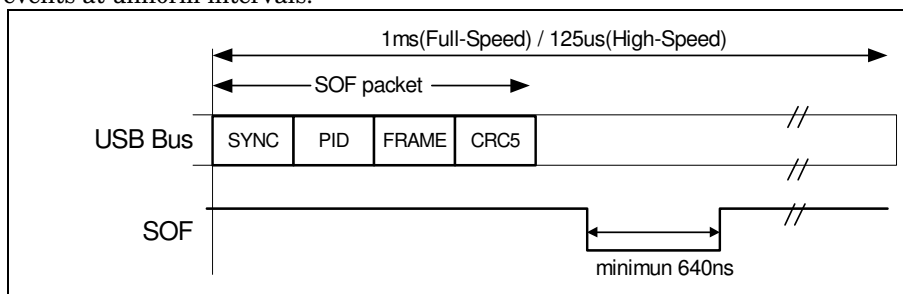 events at uniform intervals.
1ms(Full-Speed) / 125us(High-Speed)
SOF packet
USB Bus SYNC PID FRAME CRC5
SOF
minimun 640ns